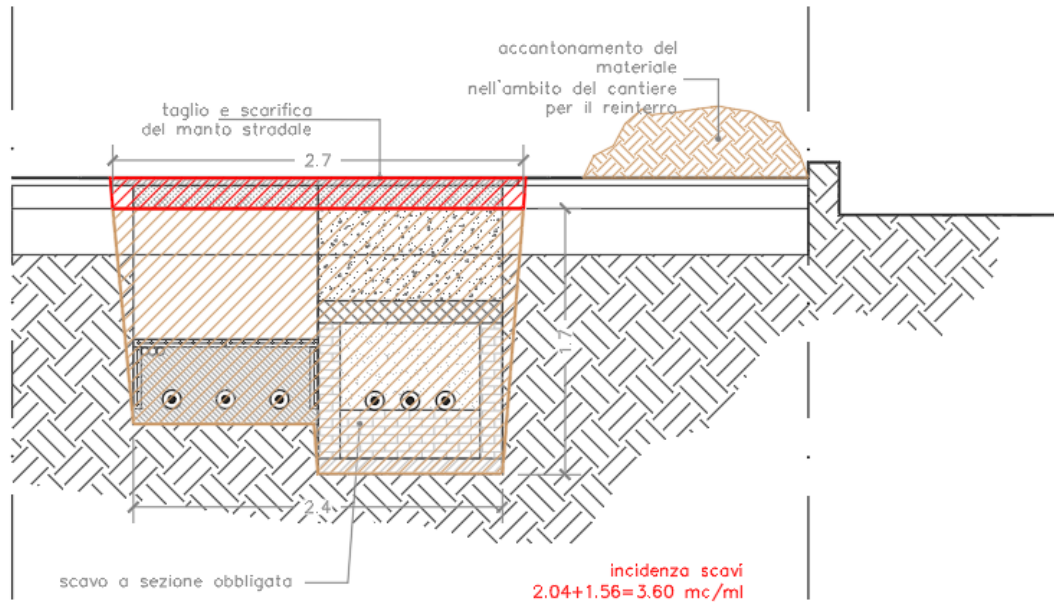 accantonamento del
materiale
nell'ambito del cantiere
per il reinterro
taglio e scarifica
del manto stradale
2.7
1.7
2.4
scavo a sezione obbligata
incidenza scavi
2.04+1.56=3.60 mc/ml